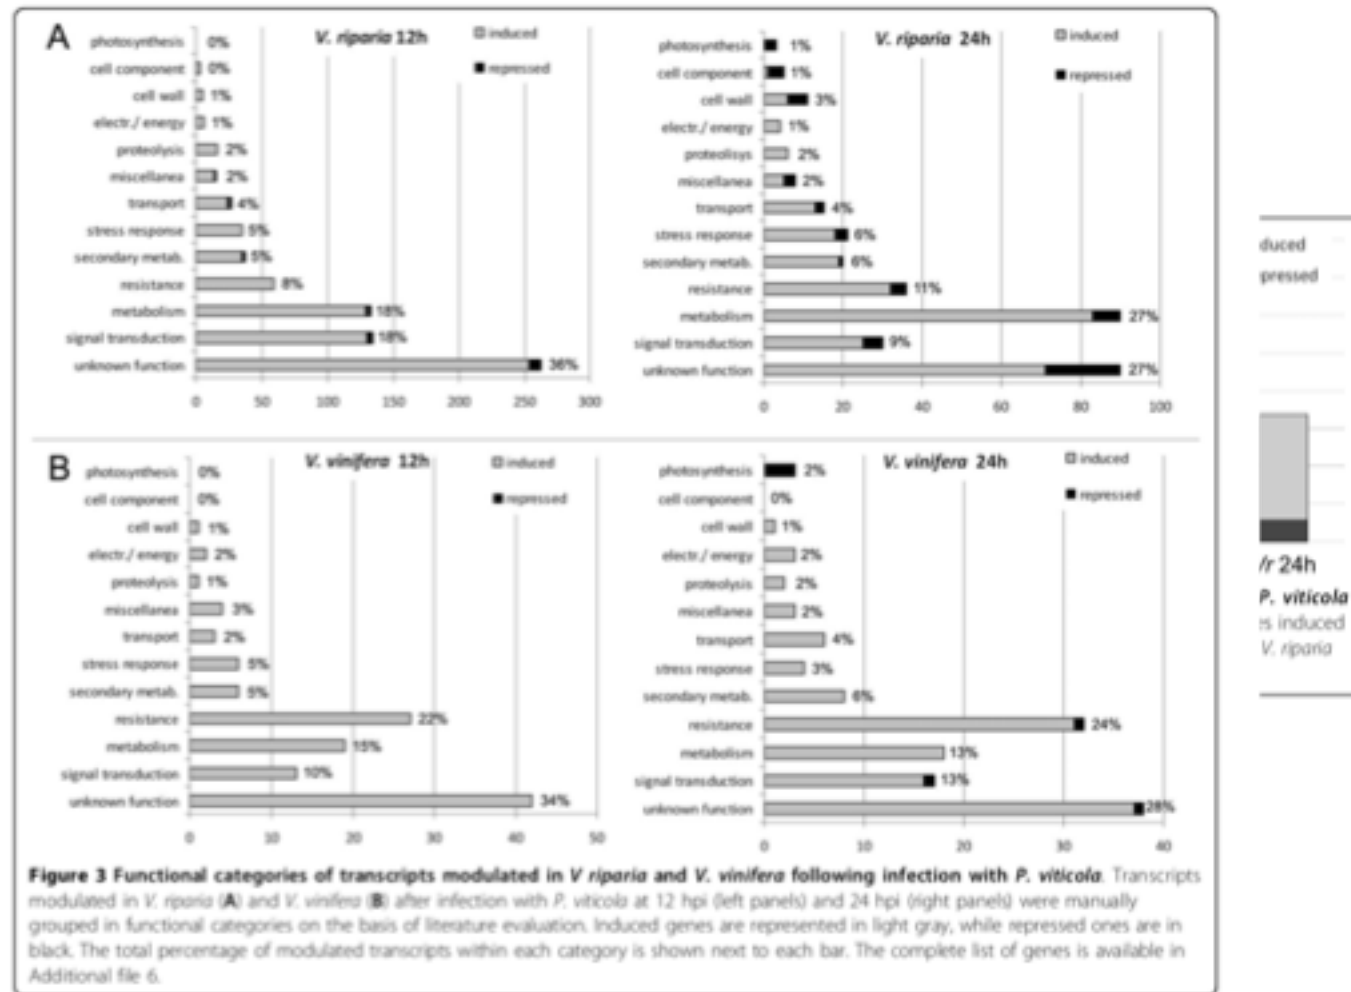 A
V. riparia 12h
induced
repressed
photosynthesis 0%
cell component 0%
cell wall 1%
electr./ energy 1%
proteolysis 2%
miscellanea 2%
transport 4%
stress response 5%
secondary metab. 5%
resistance 8%
metabolism 18%
signal transduction 18%
unknown function 36%
0 50 100 150 200 250 300
V. riparia 24h
induced
repressed
photosynthesis 1%
cell component 1%
cell wall 3%
electr./ energy 1%
proteolisys 2%
miscellanea 2%
transport 4%
stress response 6%
secondary metab. 6%
resistance 11%
metabolism 27%
signal transduction 9%
unknown function 27%
0 20 40 60 80 100
B
V. vinifera 12h
induced
repressed
photosynthesis 0%
cell component 0%
cell wall 1%
electr./ energy 2%
proteolysis 1%
miscellanea 3%
transport 2%
stress response 5%
secondary metab. 5%
resistance 22%
metabolism 15%
signal transduction 10%
unknown function 34%
0 10 20 30 40 50
V. vinifera 24h
induced
repressed
photosynthesis 2%
cell component 0%
cell wall 1%
electr./ energy 2%
proteolysis 2%
miscellanea 2%
transport 4%
stress response 3%
secondary metab. 6%
resistance 24%
metabolism 13%
signal transduction 13%
unknown function 28%
0 10 20 30 40
Figure 3 Functional categories of transcripts modulated in V riparia and V. vinifera following infection with P. viticola. Transcripts
modulated in V. riparia (A) and V. vinifera (B) after infection with P. viticola at 12 hpi (left panels) and 24 hpi (right panels) were manually
grouped in functional categories on the basis of literature evaluation. Induced genes are represented in light gray, while repressed ones are in
black. The total percentage of modulated transcripts within each category is shown next to each bar. The complete list of genes is available in
Additional file 6.
duced
pressed
/r 24h
P. viticola
es induced
V. riparia